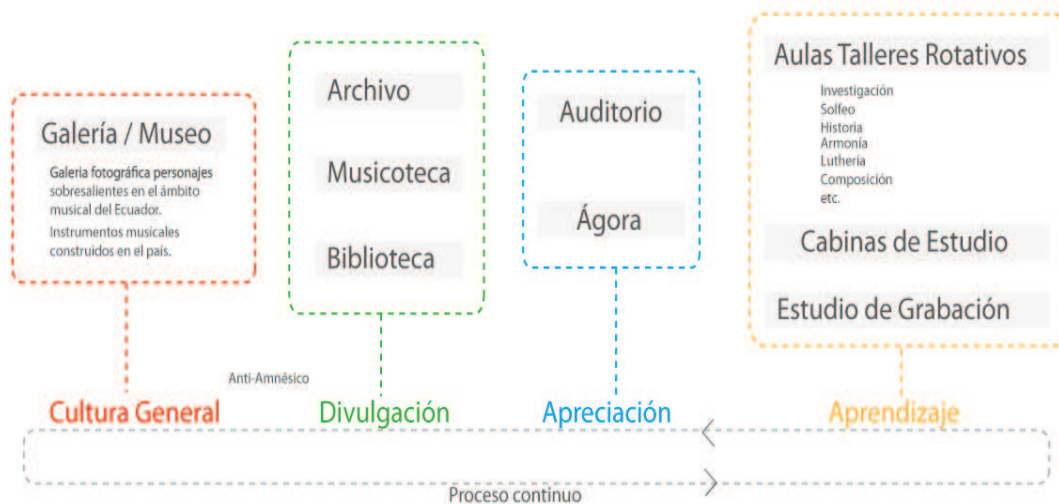 Galería / Museo
Galeria fotográfica personajes
sobresalientes en el ámbito
musical del Ecuador.
Instrumentos musicales
construidos en el país.
Archivo
Musicoteca
Biblioteca
Auditorio
Ágora
Aulas Talleres Rotativos
Investigación
Solfeo
Historia
Armonía
Luthería
Composición
etc.
Cabinas de Estudio
Estudio de Grabación
Anti-Amnésico
Cultura General
Divulgación
Apreciación
Aprendizaje
Proceso continuo